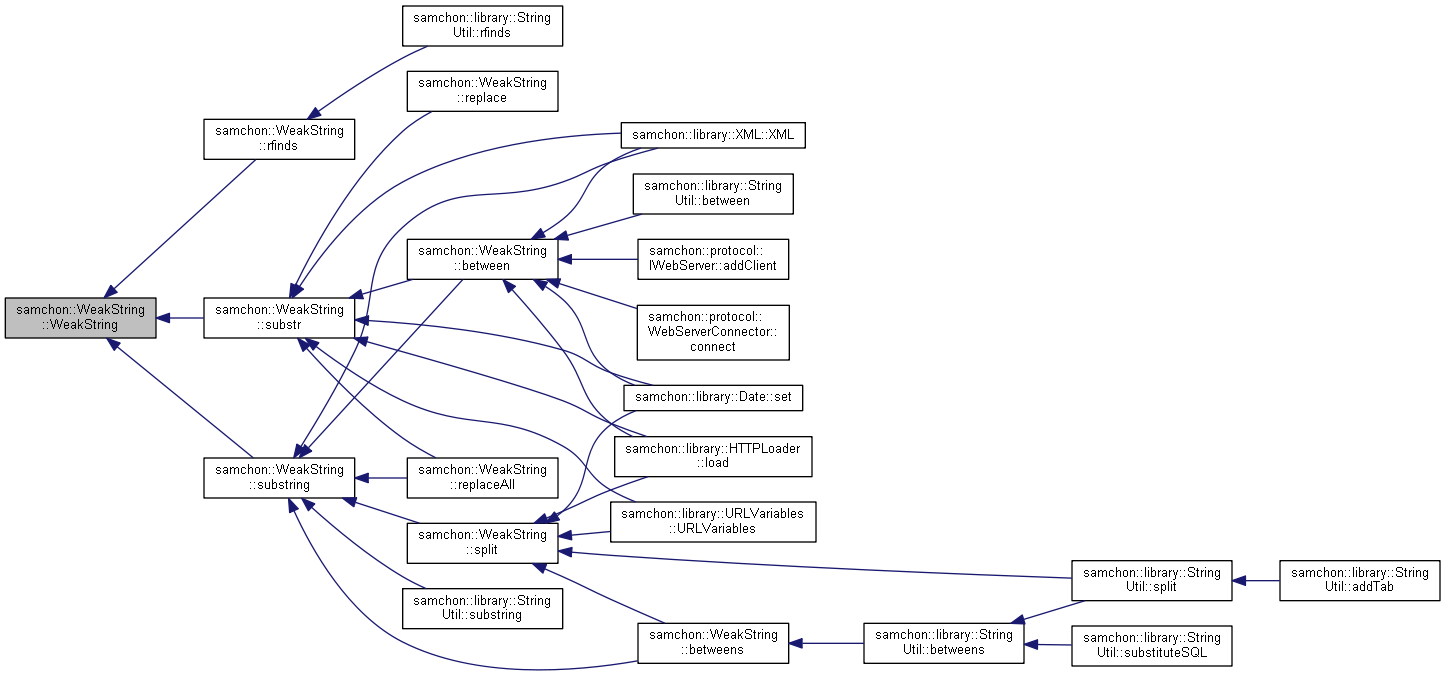 samchon::library::String
Util::rfinds
samchon::WeakString
::replace
samchon::WeakString
::rfinds
samchon::library::XML::XML
samchon::library::String
Util::between
samchon::WeakString
::between
samchon::protocol::
IWebServer::addClient
samchon::WeakString
::WeakString
samchon::WeakString
::substr
samchon::protocol::
WebServerConnector::
connect
samchon::library::Date::set
samchon::library::HTTPLoader
::load
samchon::WeakString
::substring
samchon::WeakString
::replaceAll
samchon::library::URLVariables
::URLVariables
samchon::WeakString
::split
samchon::library::String
Util::split
samchon::library::String
Util::addTab
samchon::library::String
Util::substring
samchon::WeakString
::betweens
samchon::library::String
Util::betweens
samchon::library::String
Util::substituteSQL